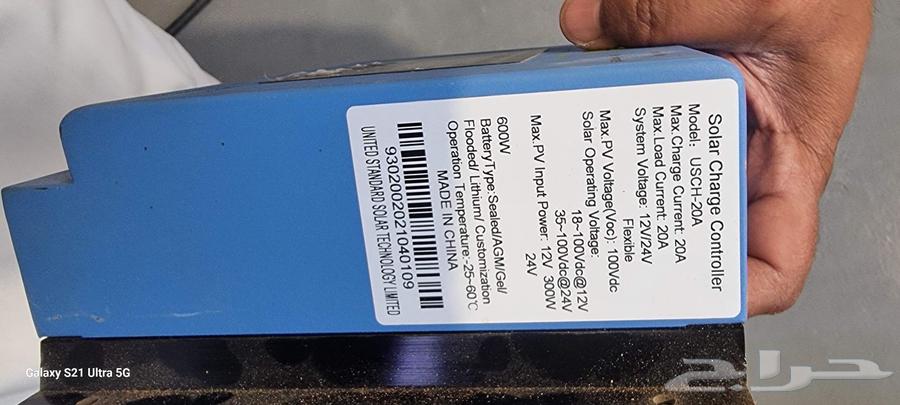 Solar Charge Controller
Model: USCH-20A
Max.Charge Current: 20A
Max.Load Current: 20A
System Voltage: 12V/24V
Flexible
Max.PV Voltage(Voc): 100Vdc
Solar Operating Voltage:
18~100Vdc@12V
35~100Vdc@24V
Max.PV Input Power: 12V 300W
24V
600W
BatteryType:Sealed/AGM/Gel/
Flooded/ Lithium/ Customization
Operation Temperature:-25~60℃
MADE IN CHINA
9302002021040109
UNITED STANDARD SOLAR TECHNOLOGY LIMITED
Galaxy S21 Ultra 5G
حراج